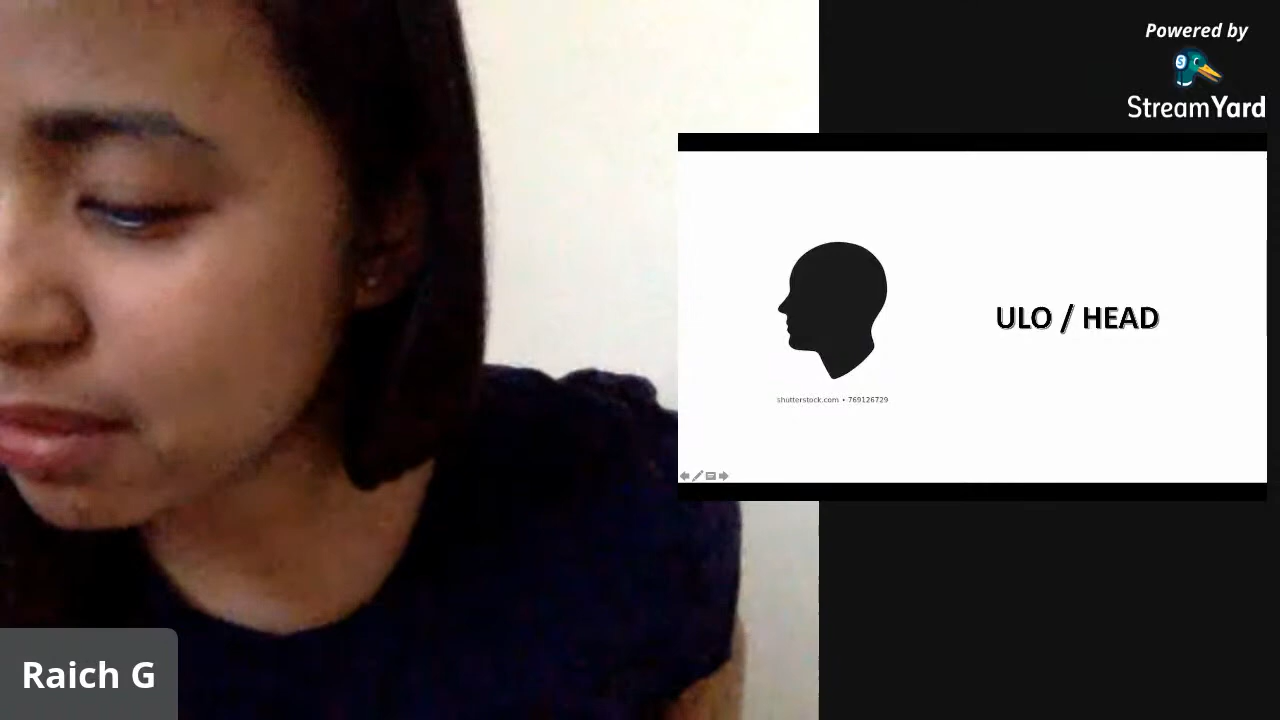 Powered by
StreamYard
ULO / HEAD
shutterstock.com • 769126729
Raich G